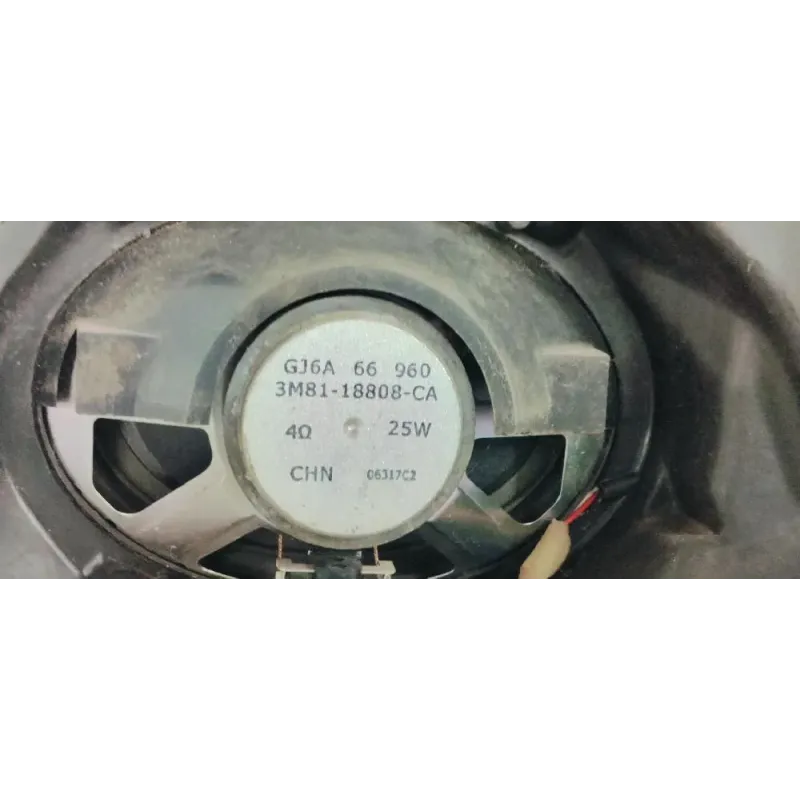 GJ6A 66 960
3M81-18808-CA
4Ω 25W
CHN 06317C2